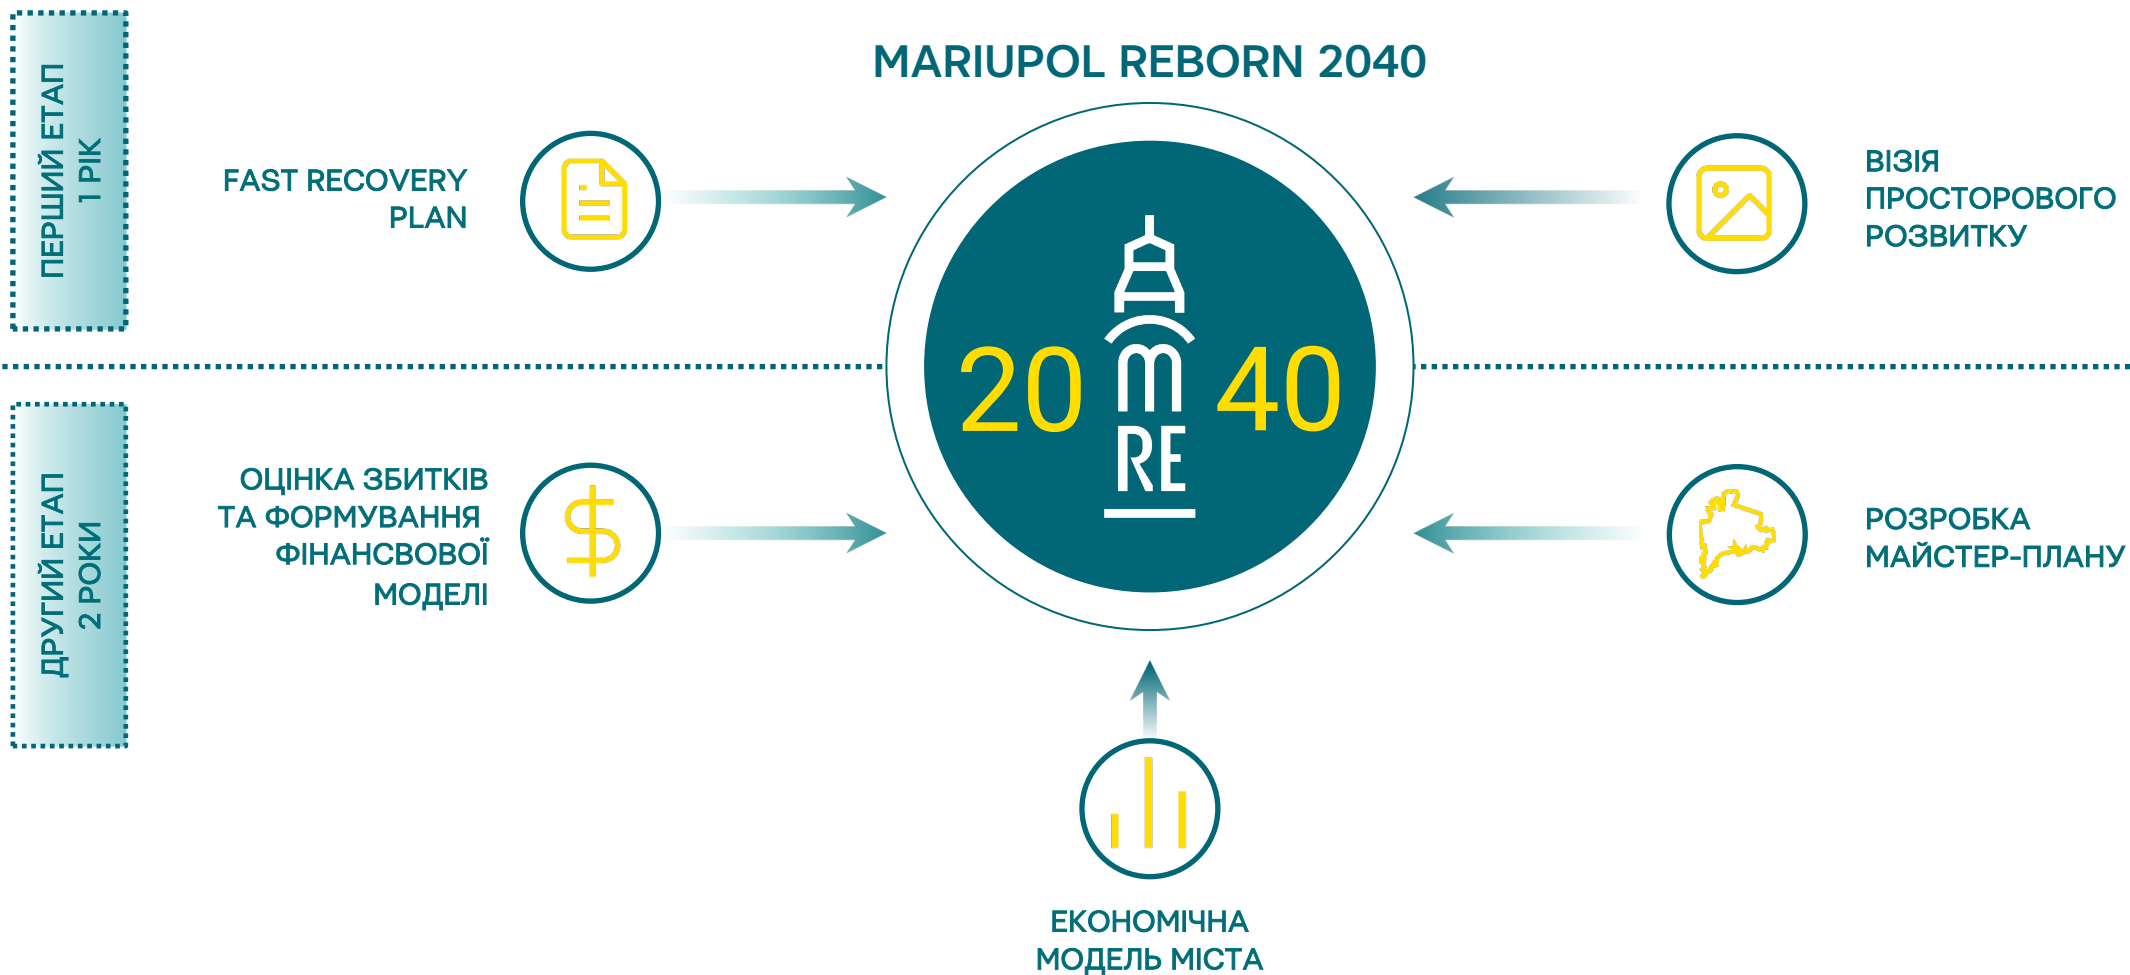 MARIUPOL REBORN 2040
ПЕРШИЙ ЕТАП
1 РІК
FAST RECOVERY
PLAN
ВІЗІЯ
ПРОСТОРОВОГО
РОЗВИТКУ
20
40
M
RE
ДРУГИЙ ЕТАП
2 РОКИ
ОЦІНКА ЗБИТКІВ
ТА ФОРМУВАННЯ
ФІНАНСВОВОЇ
МОДЕЛІ
$
РОЗРОБКА
МАЙСТЕР-ПЛАНУ
ЕКОНОМІЧНА
МОДЕЛЬ МІСТА